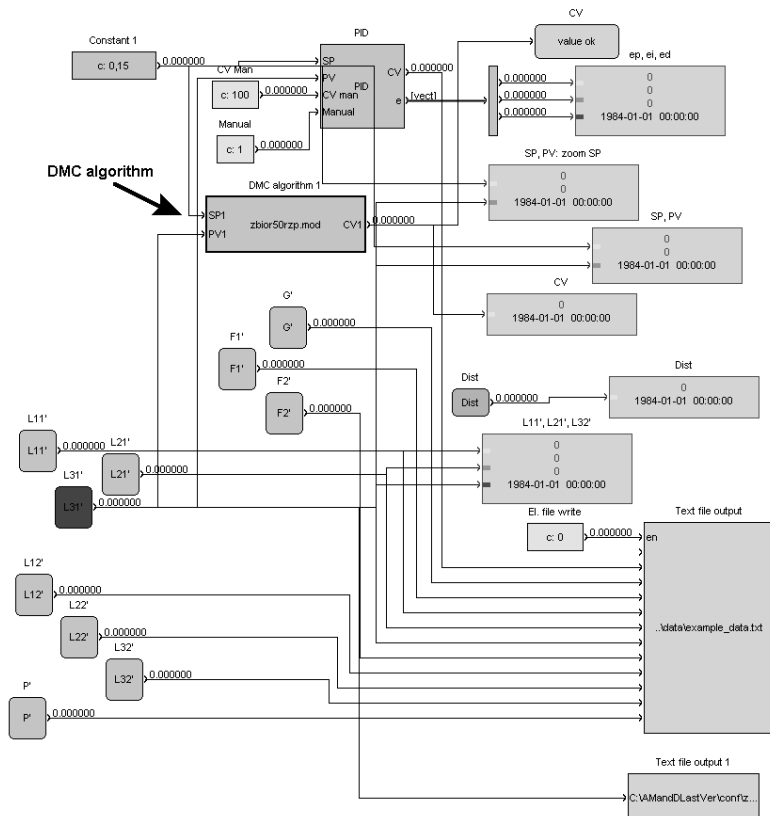 CV
value ok
Constant 1
0.000000
c: 0,15
PID
SP
PV
PID
CV man
Manual
CV
0.000000
e
[vect]
CV Man
c: 100
0.000000
Manual
c: 1
0.000000
ep, ei, ed
0.000000
0.000000
0.000000
0
0
1984-01-01 00:00:00
DMC algorithm
DMC algorithm 1
SP1
PV1
zbior50rzp.mod
CV1
0.000000
SP, PV: zoom SP
0
0
1984-01-01 00:00:00
SP, PV
0
0
1984-01-01 00:00:00
CV
0
1984-01-01 00:00:00
G'
G'
0.000000
F1'
F1'
0.000000
F2'
F2'
0.000000
Dist
Dist
0.000000
Dist
0
1984-01-01 00:00:00
L11'
L11'
0.000000
L21'
L21'
0.000000
L31'
L31'
0.000000
L11', L21', L32'
0
0
0
1984-01-01 00:00:00
El. file write
c: 0
0.000000
Text file output
en
..\data\example_data.txt
L12'
L12'
0.000000
L22'
L22'
0.000000
L32'
L32'
0.000000
P'
P'
0.000000
Text file output 1
C:\AMandDLastVer\conf\z...